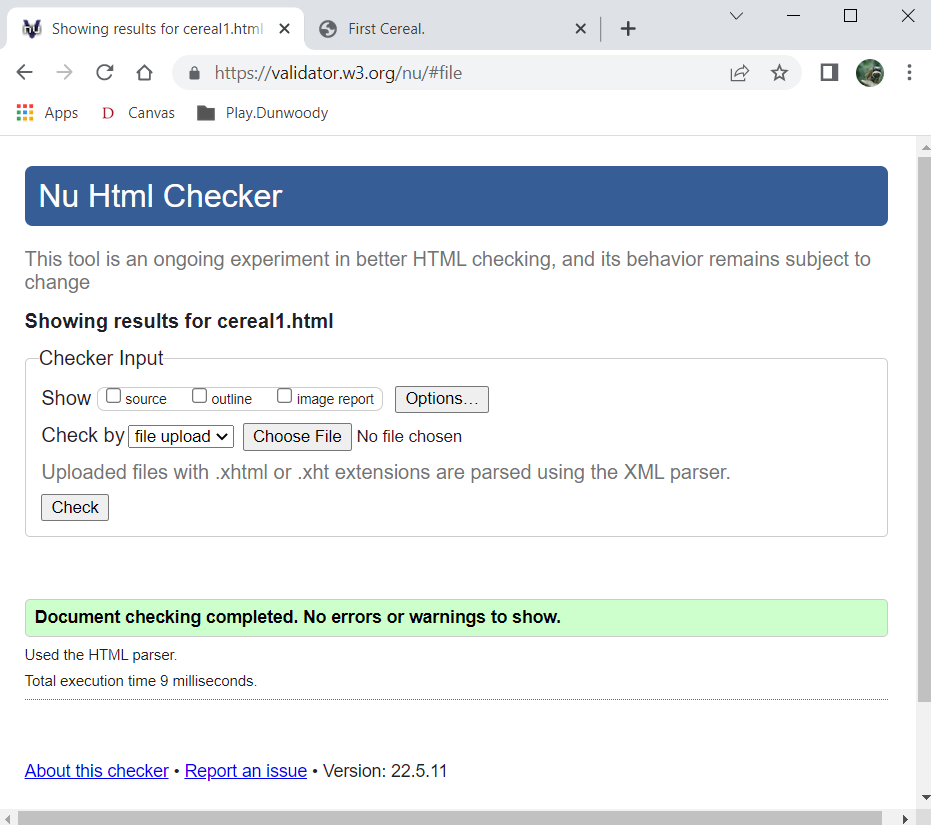 Showing results for cereal1.html
First Cereal.
https://validator.w3.org/nu/#file
Apps
D Canvas
Play.Dunwoody
Nu Html Checker
This tool is an ongoing experiment in better HTML checking, and its behavior remains subject to
change
Showing results for cereal1.html
Checker Input
Show source outline image report Options...
Check by file upload Choose File No file chosen
Uploaded files with .xhtml or .xht extensions are parsed using the XML parser.
Check
Document checking completed. No errors or warnings to show.
Used the HTML parser.
Total execution time 9 milliseconds.
About this checker • Report an issue • Version: 22.5.11